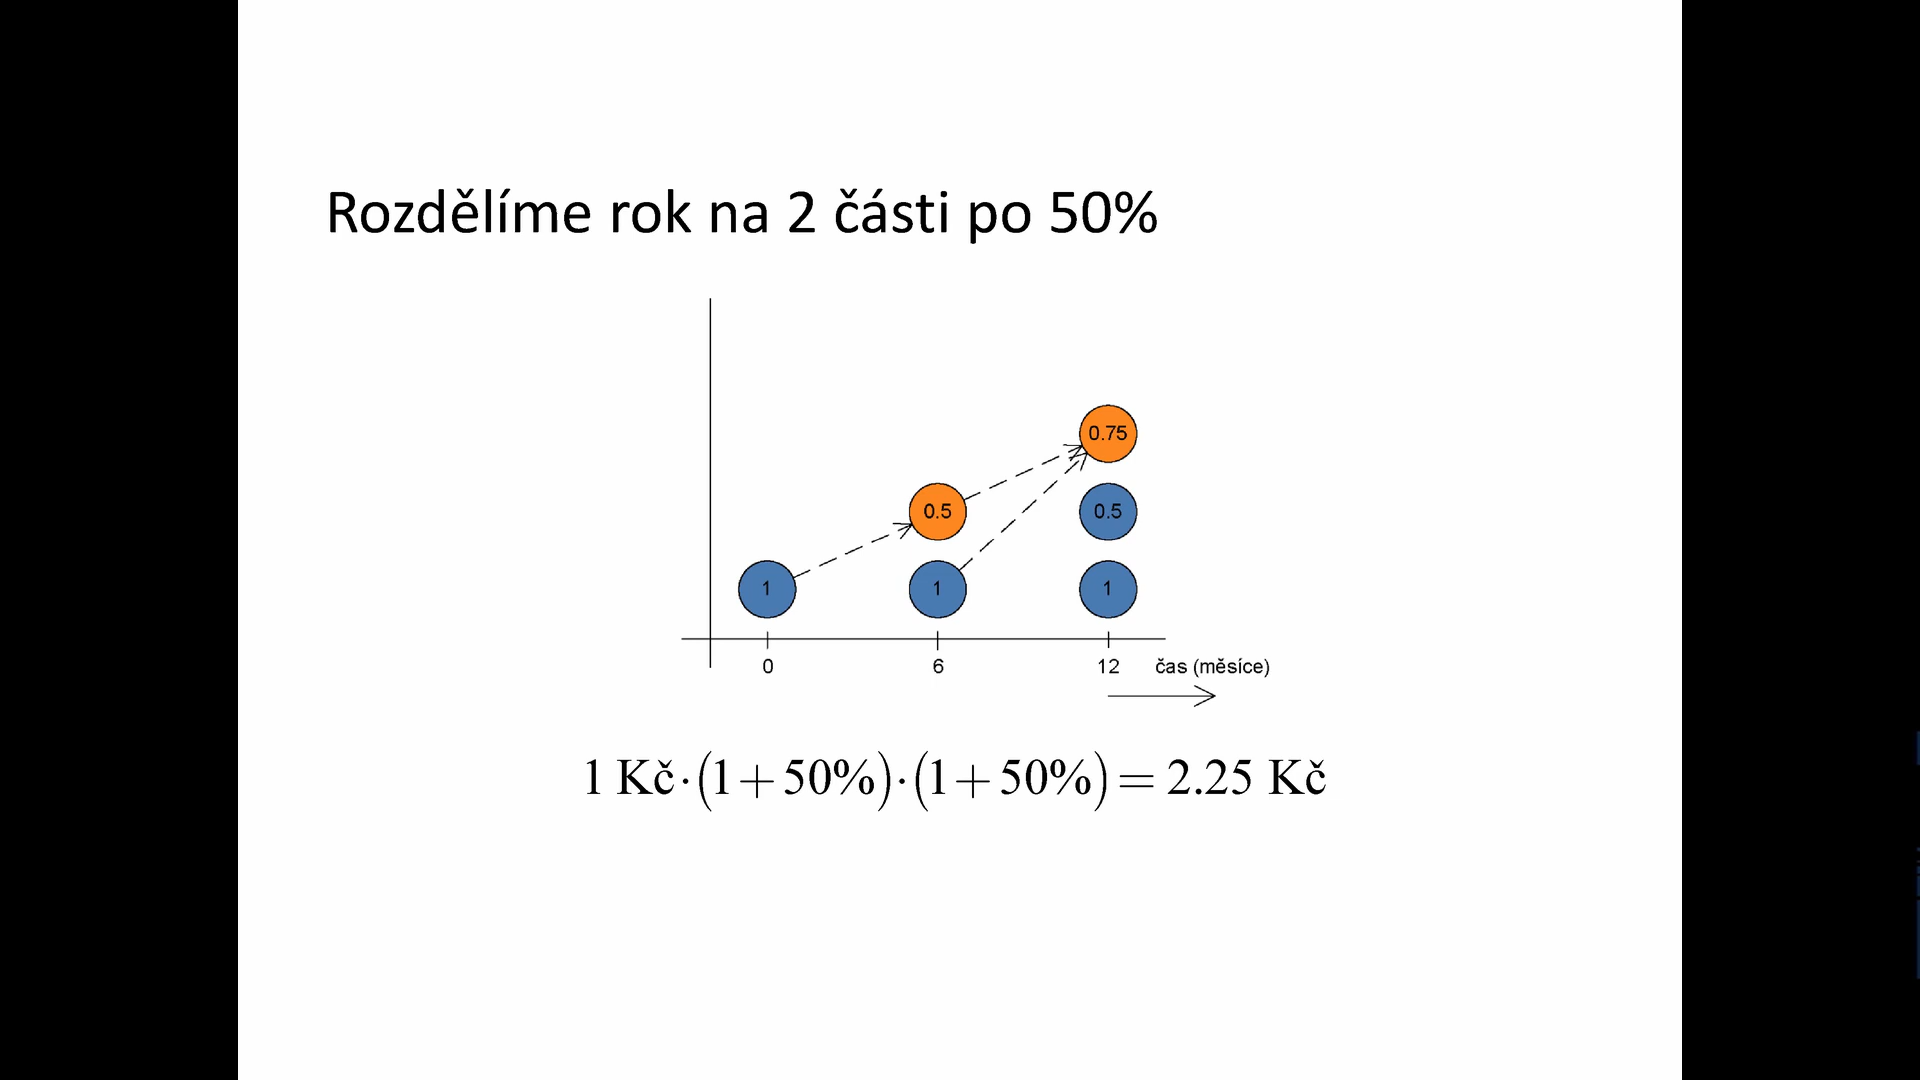 Rozdělíme rok na 2 části po 50%
0.75
0.5 0.5
1 1 1
0 6 12 čas (měsíce)
1 Kč·(1+50%)·(1+50%)=2.25 Kč